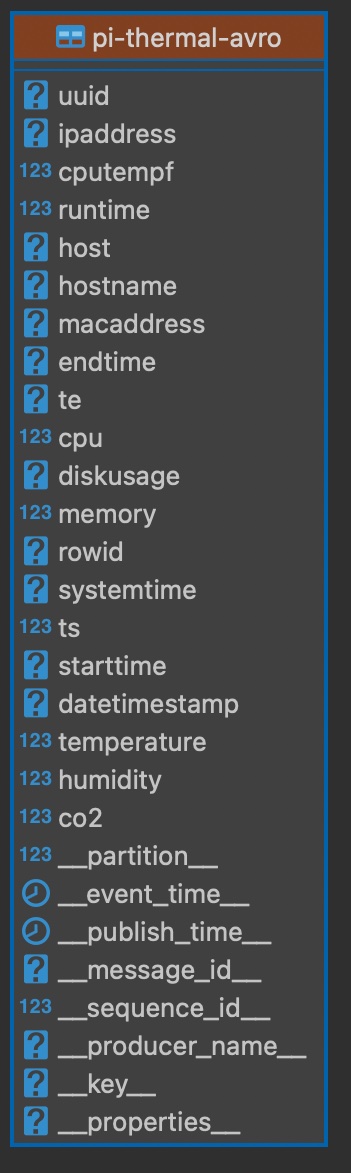 pi-thermal-avro
? uuid
? ipaddress
123 cputempf
123 runtime
? host
? hostname
? macaddress
? endtime
? te
123 cpu
? diskusage
123 memory
? rowid
? systemtime
123 ts
? starttime
? datetimestamp
123 temperature
123 humidity
123 co2
123 __partition__
__event_time__
__publish_time__
? __message_id__
123 __sequence_id__
? __producer_name__
? __key__
? __properties__